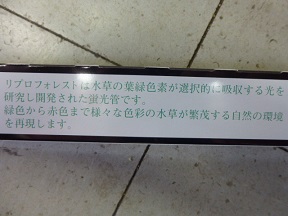 リプロフォレストは水草の葉緑色素が選択的に吸収する光を
研究し開発された蛍光管です。
緑色から赤色まで様々な色彩の水草が繁茂する自然の環境
を再現します。